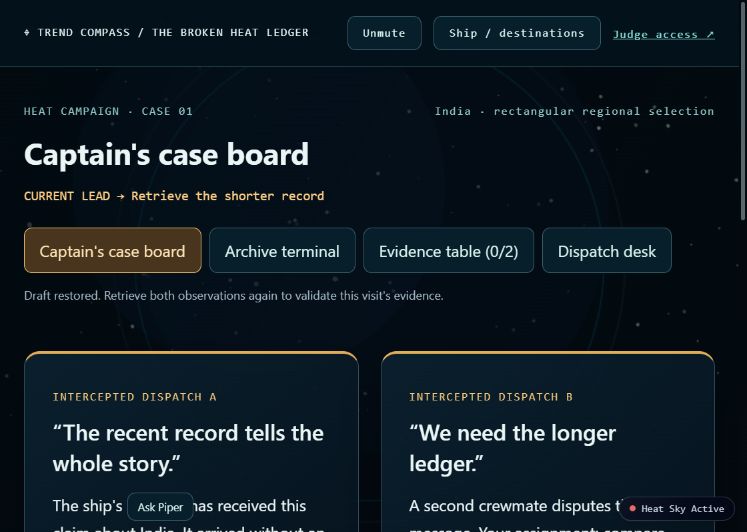 ⌖ TREND COMPASS / THE BROKEN HEAT LEDGER
Unmute
Ship / destinations
Judge access ↗
HEAT CAMPAIGN · CASE 01
India · rectangular regional selection
Captain's case board
CURRENT LEAD → Retrieve the shorter record
Captain's case board
Archive terminal
Evidence table (0/2)
Dispatch desk
Draft restored. Retrieve both observations again to validate this visit's evidence.
INTERCEPTED DISPATCH A
“The recent record tells the
whole story.”
The ship's
has received this
Ask Piper
INTERCEPTED DISPATCH B
“We need the longer
ledger.”
A second crewmate disputes
Heat Sky Active